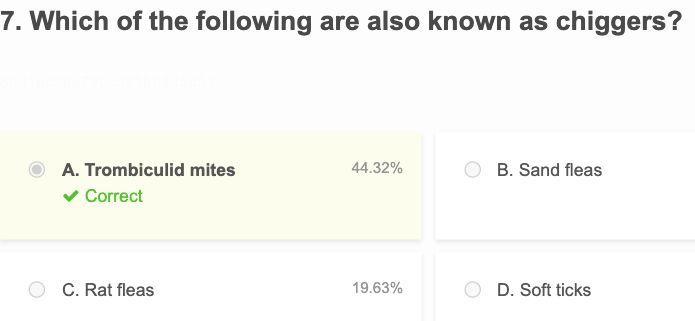 7. Which of the following are also known as chiggers?
A. Trombiculid mites 44.32%
✔ Correct
B. Sand fleas
C. Rat fleas 19.63%
D. Soft ticks